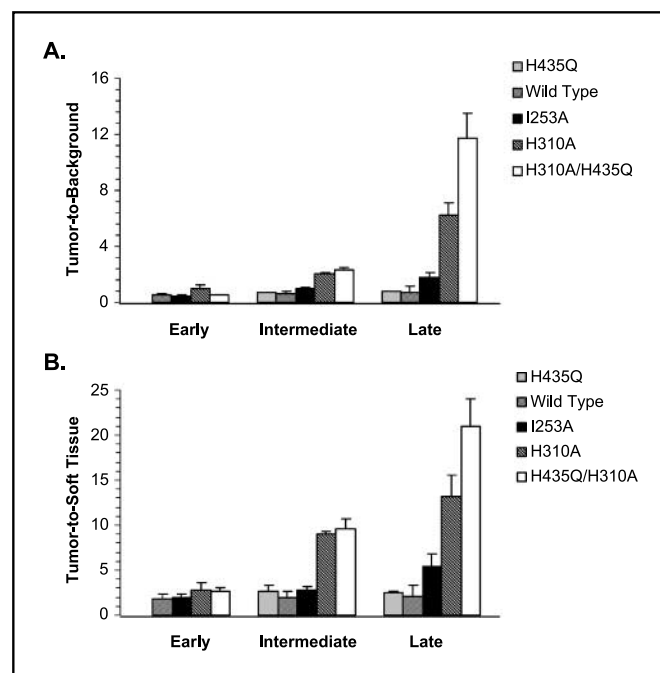 A.
H435Q
Wild Type
I253A
H310A
H310A/H435Q
16
12
8
4
0
Tumor-to-Background
Early Intermediate Late
B.
H435Q
Wild Type
I253A
H310A
H435Q/H310A
25
20
15
10
5
0
Tumor-to-Soft Tissue
Early Intermediate Late